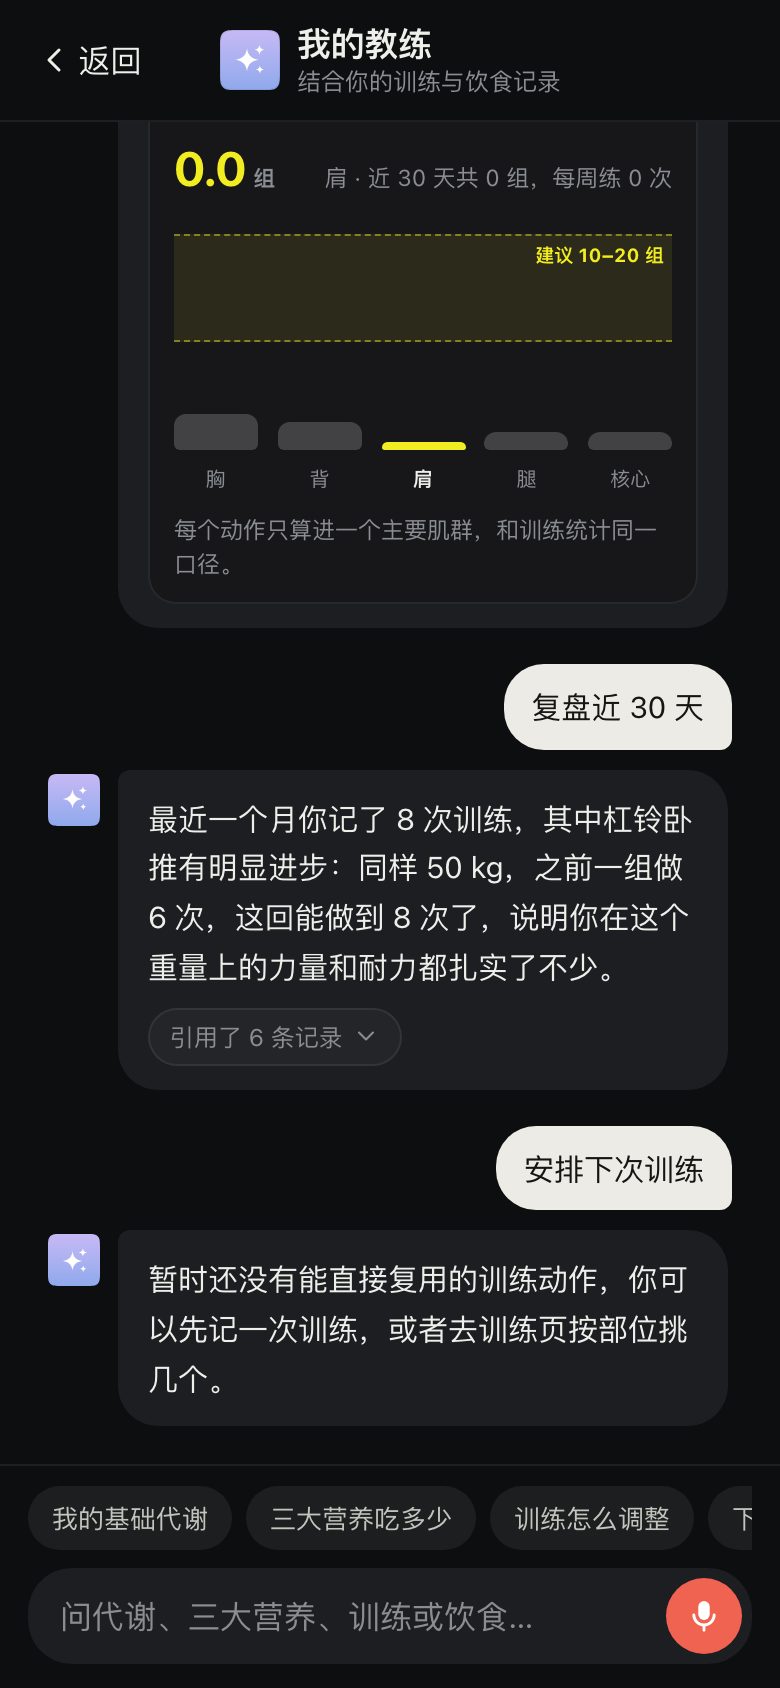 返回
我的教练
结合你的训练与饮食记录
0.0 组
肩 · 近 30 天共 0 组，每周练 0 次
建议 10–20 组
胸 背 肩 腿 核心
每个动作只算进一个主要肌群，和训练统计同一
口径。
复盘近 30 天
最近一个月你记了 8 次训练，其中杠铃卧
推有明显进步：同样 50 kg，之前一组做
6 次，这回能做到 8 次了，说明你在这个
重量上的力量和耐力都扎实了不少。
引用了 6 条记录
安排下次训练
暂时还没有能直接复用的训练动作，你可
以先记一次训练，或者去训练页按部位挑
几个。
我的基础代谢 三大营养吃多少 训练怎么调整 下
问代谢、三大营养、训练或饮食...